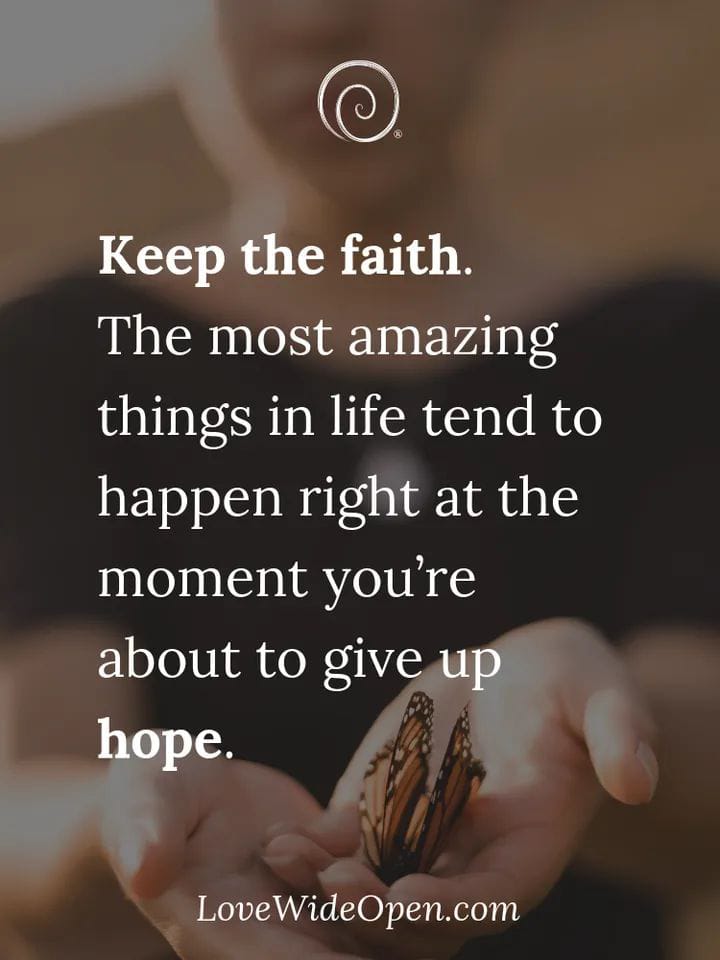 ®
Keep the faith.
The most amazing
things in life tend to
happen right at the
moment you’re
about to give up
hope.
LoveWideOpen.com